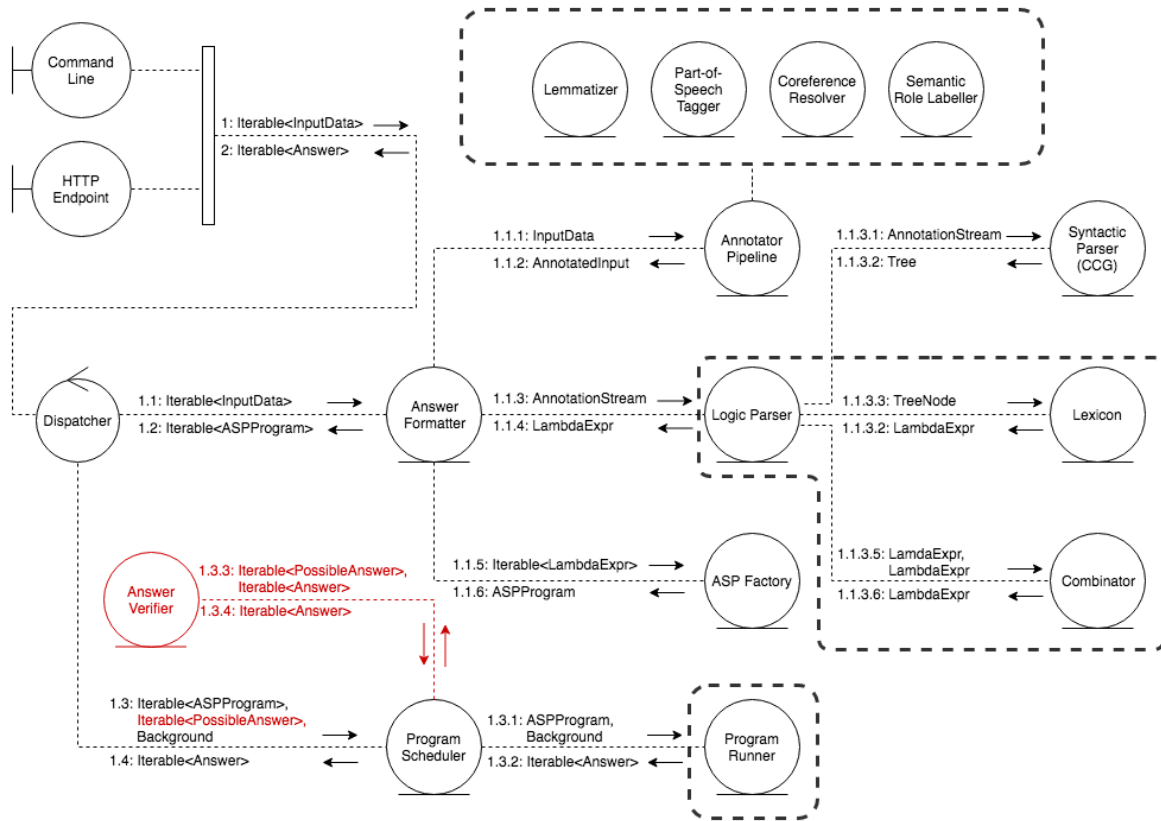 Command
Line
HTTP
Endpoint
1: Iterable<InputData>
2: Iterable<Answer>
Lemmatizer
Part-of-
Speech
Tagger
Coreference
Resolver
Semantic
Role Labeller
1.1.1: InputData
1.1.2: AnnotatedInput
Annotator
Pipeline
1.1.3.1: AnnotationStream
1.1.3.2: Tree
Syntactic
Parser
(CCG)
Dispatcher
1.1: Iterable<InputData>
1.2: Iterable<ASPProgram>
Answer
Formatter
1.1.3: AnnotationStream
1.1.4: LambdaExpr
Logic Parser
1.1.3.3: TreeNode
1.1.3.2: LambdaExpr
Lexicon
Answer
Verifier
1.3.3: Iterable<PossibleAnswer>,
Iterable<Answer>
1.3.4: Iterable<Answer>
1.1.5: Iterable<LambdaExpr>
1.1.6: ASPProgram
ASP Factory
1.1.3.5: LamdaExpr,
LambdaExpr
1.1.3.6: LambdaExpr
Combinator
1.3: Iterable<ASPProgram>,
Iterable<PossibleAnswer>,
Background
1.4: Iterable<Answer>
Program
Scheduler
1.3.1: ASPProgram,
Background
1.3.2: Iterable<Answer>
Program
Runner